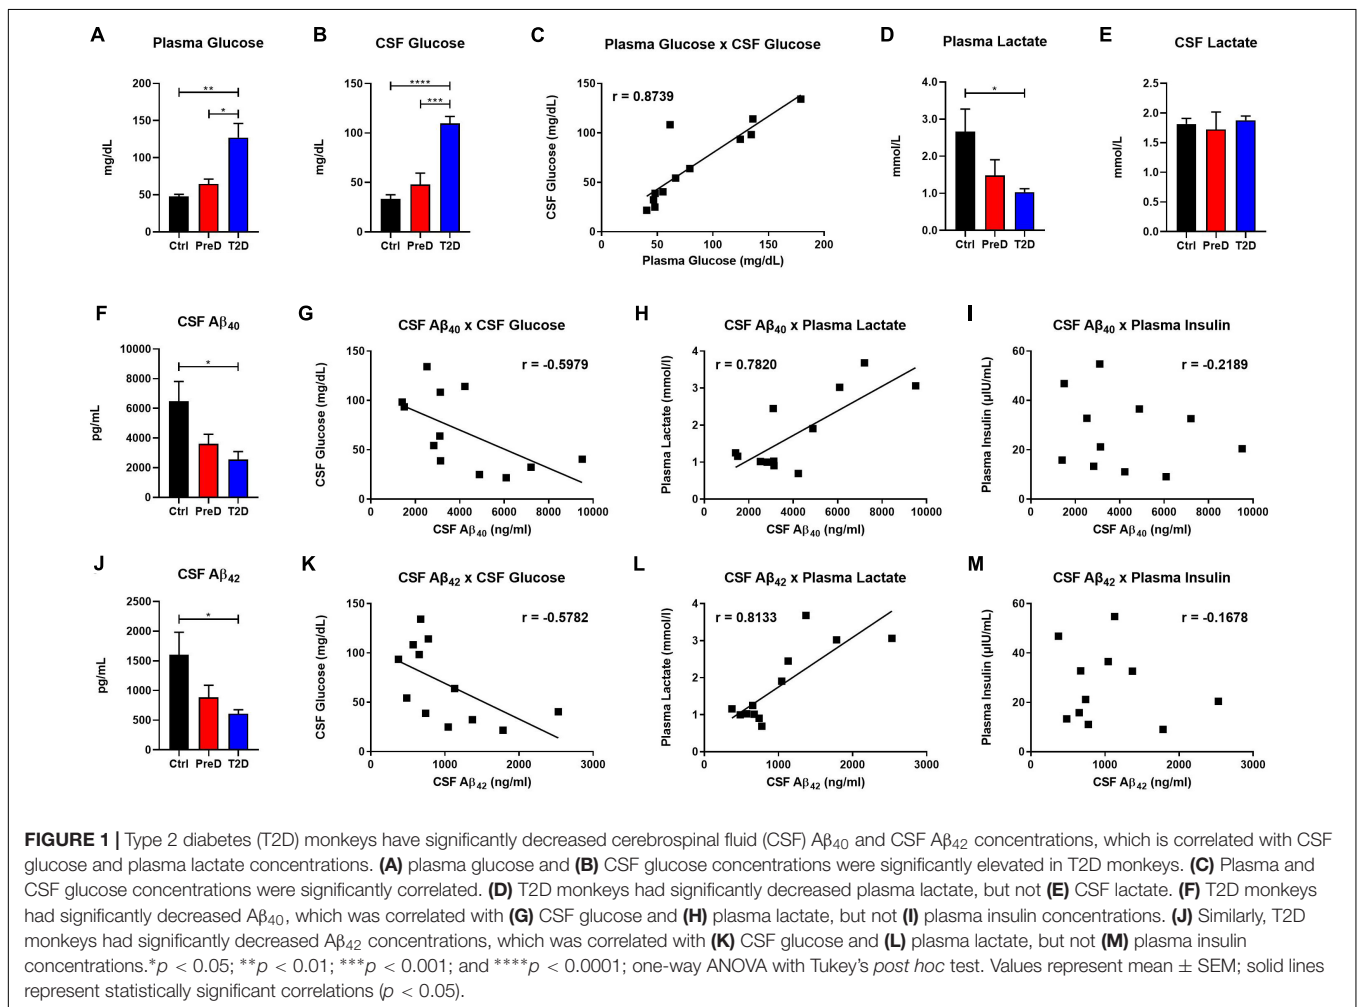 A
Plasma Glucose
mg/dL
200
150
100
50
0
**
*
Ctrl PreD T2D
B
CSF Glucose
mg/dL
150
100
50
0
****
***
Ctrl PreD T2D
C
Plasma Glucose x CSF Glucose
CSF Glucose (mg/dL)
150
100
50
0
r = 0.8739
0 50 100 150 200
Plasma Glucose (mg/dL)
D
Plasma Lactate
mmol/L
4.0
3.0
2.0
1.0
0.0
*
Ctrl PreD T2D
E
CSF Lactate
mmol/L
2.5
2.0
1.5
1.0
0.5
0.0
Ctrl PreD T2D
F
CSF Aβ40
pg/mL
10000
8000
6000
4000
2000
0
*
Ctrl PreD T2D
G
CSF Aβ40 x CSF Glucose
CSF Glucose (mg/dL)
150
100
50
0
r = -0.5979
0 2000 4000 6000 8000 10000
CSF Aβ40 (ng/ml)
H
CSF Aβ40 x Plasma Lactate
Plasma Lactate (mmol/l)
4
3
2
1
0
r = 0.7820
0 2000 4000 6000 8000 10000
CSF Aβ40 (ng/ml)
I
CSF Aβ40 x Plasma Insulin
Plasma Insulin (µIU/mL)
60
40
20
0
r = -0.2189
0 2000 4000 6000 8000 10000
CSF Aβ40 (ng/ml)
J
CSF Aβ42
pg/mL
2500
2000
1500
1000
500
0
*
Ctrl PreD T2D
K
CSF Aβ42 x CSF Glucose
CSF Glucose (mg/dL)
150
100
50
0
r = -0.5782
0 1000 2000 3000
CSF Aβ42 (ng/ml)
L
CSF Aβ42 x Plasma Lactate
Plasma Lactate (mmol/l)
4
3
2
1
0
r = 0.8133
0 1000 2000 3000
CSF Aβ42 (ng/ml)
M
CSF Aβ42 x Plasma Insulin
Plasma Insulin (µIU/mL)
60
40
20
0
r = -0.1678
0 1000 2000 3000
CSF Aβ42 (ng/ml)
FIGURE 1 | Type 2 diabetes (T2D) monkeys have significantly decreased cerebrospinal fluid (CSF) Aβ40 and CSF Aβ42 concentrations, which is correlated with CSF
glucose and plasma lactate concentrations. (A) plasma glucose and (B) CSF glucose concentrations were significantly elevated in T2D monkeys. (C) Plasma and
CSF glucose concentrations were significantly correlated. (D) T2D monkeys had significantly decreased plasma lactate, but not (E) CSF lactate. (F) T2D monkeys
had significantly decreased Aβ40, which was correlated with (G) CSF glucose and (H) plasma lactate, but not (I) plasma insulin concentrations. (J) Similarly, T2D
monkeys had significantly decreased Aβ42 concentrations, which was correlated with (K) CSF glucose and (L) plasma lactate, but not (M) plasma insulin
concentrations.*p < 0.05; **p < 0.01; ***p < 0.001; and ****p < 0.0001; one-way ANOVA with Tukey's post hoc test. Values represent mean ± SEM; solid lines
represent statistically significant correlations (p < 0.05).